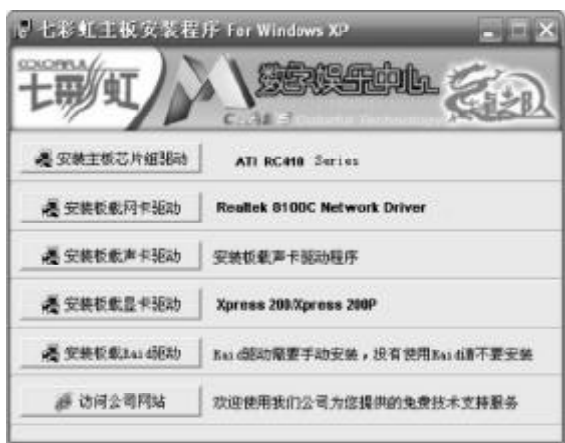 七彩虹主板安装程序 For Windows XP
COLORFUL
七彩虹
数字娱乐中心
安装主板芯片组驱动 ATI RC410 Series
安装板载网卡驱动 Realtek 8100C Network Driver
安装板载声卡驱动 安装板载声卡驱动程序
安装板载显卡驱动 Xpress 200/Xpress 200P
安装板载Raid驱动 Raid驱动需要手动安装，没有使用Raid请不要安装
访问公司网站 欢迎使用我们公司为您提供的免费技术支持服务